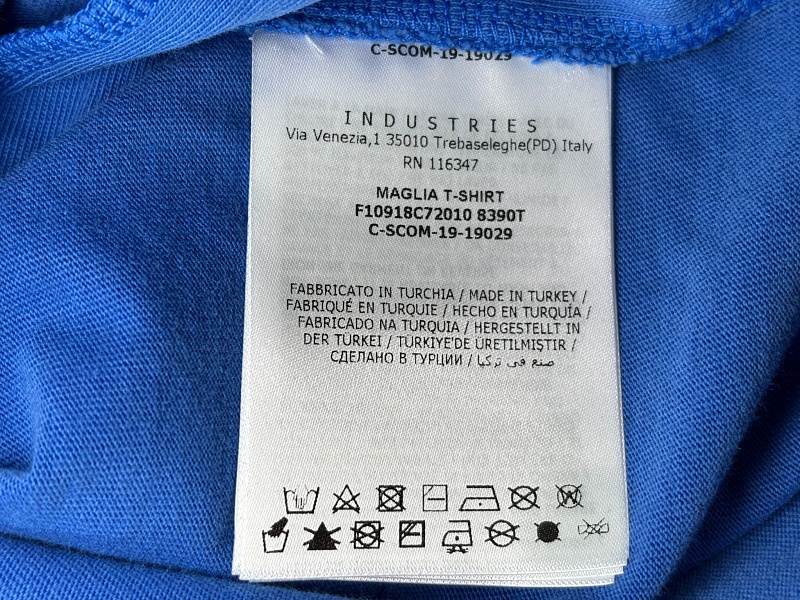 C-SCOM-19-19029
INDUSTRIES
Via Venezia,1 35010 Trebaseleghe(PD) Italy
RN 116347
MAGLIA T-SHIRT
F10918C72010 8390T
C-SCOM-19-19029
FABBRICATO IN TURCHIA / MADE IN TURKEY /
FABRIQUÉ EN TURQUIE / HECHO EN TURQUÍA /
FABRICADO NA TURQUIA / HERGESTELLT IN
DER TÜRKEI / TÜRKIYE'DE ÜRETILMIŞTIR /
СДЕЛАНО В ТУРЦИИ / صنع في تركيا